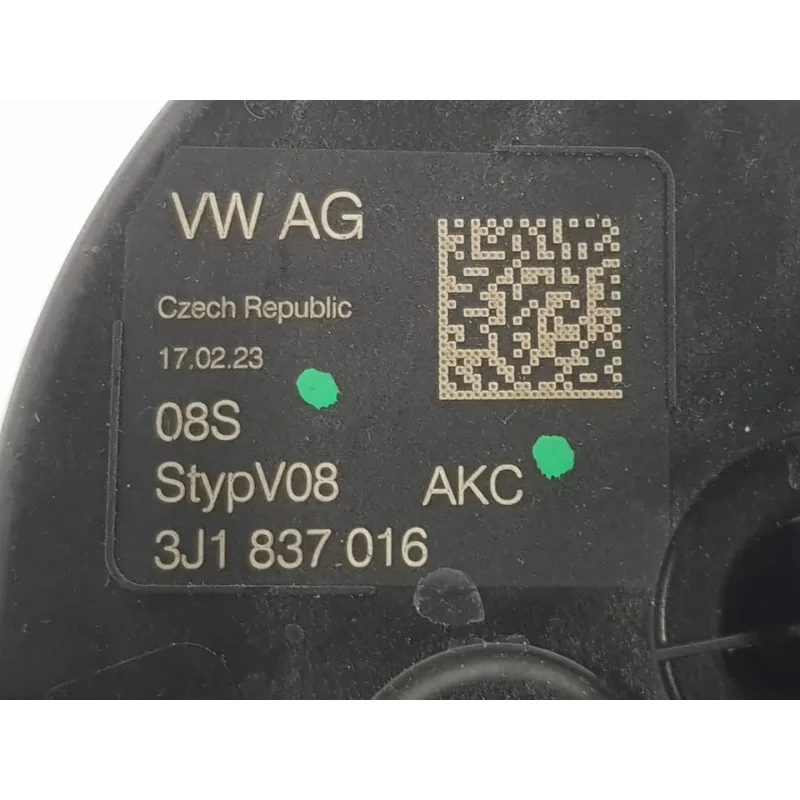 VW AG
Czech Republic
17.02.23
08S
StypV08 AKC
3J1 837 016